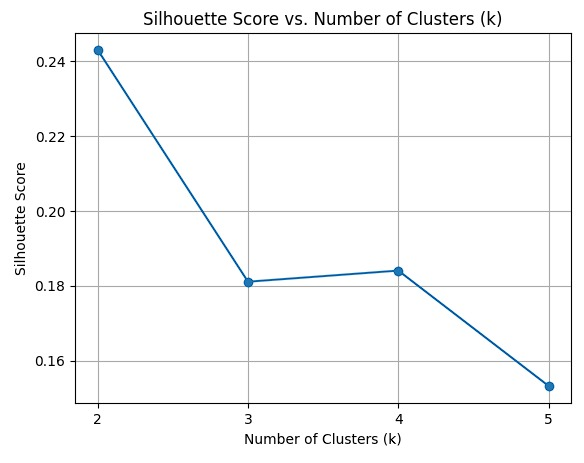 Silhouette Score vs. Number of Clusters (k)
0.24
0.22
0.20
0.18
0.16
Silhouette Score
2 3 4 5
Number of Clusters (k)